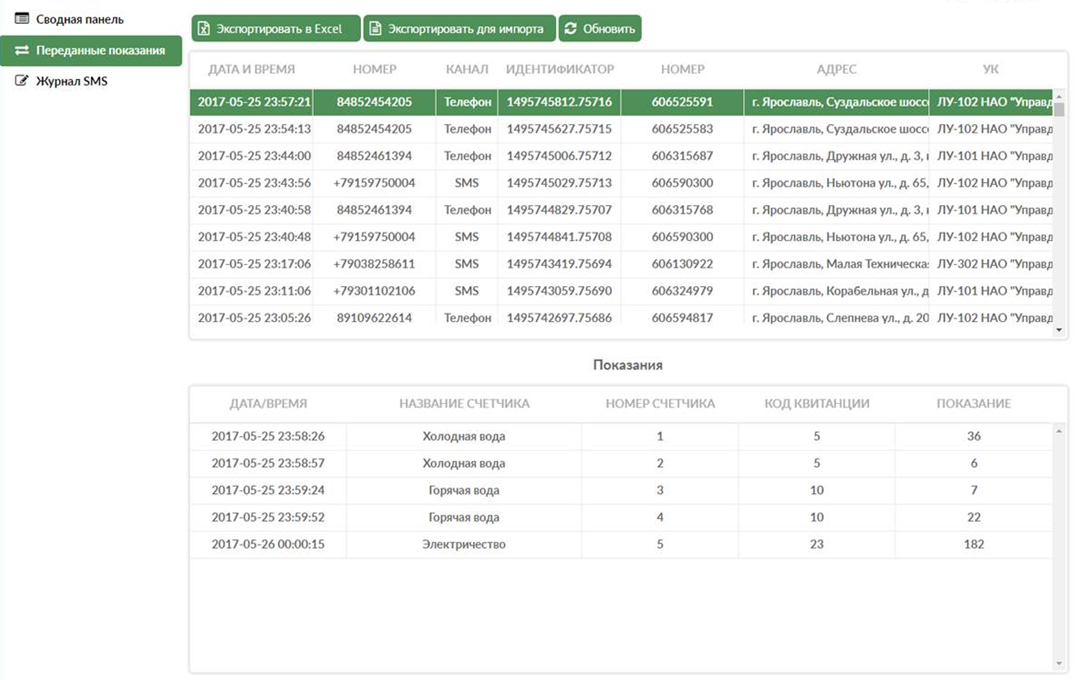 Сводная панель
Переданные показания
Журнал SMS
Экспортировать в Excel Экспортировать для импорта Обновить
ДАТА И ВРЕМЯ НОМЕР КАНАЛ ИДЕНТИФИКАТОР НОМЕР АДРЕС УК
2017-05-25 23:57:21 84852454205 Телефон 1495745812.75716 606525591 г. Ярославль, Суздальское шоссе ЛУ-102 НАО "Управд
2017-05-25 23:54:13 84852454205 Телефон 1495745627.75715 606525583 г. Ярославль, Суздальское шоссе ЛУ-102 НАО "Управд
2017-05-25 23:44:00 84852461394 Телефон 1495745006.75712 606315687 г. Ярославль, Дружная ул., д. 3, ЛУ-101 НАО "Управд
2017-05-25 23:43:56 +79159750004 SMS 1495745029.75713 606590300 г. Ярославль, Ньютона ул., д. 65, ЛУ-102 НАО "Управд
2017-05-25 23:40:58 84852461394 Телефон 1495744829.75707 606315768 г. Ярославль, Дружная ул., д. 3, ЛУ-101 НАО "Управд
2017-05-25 23:40:48 +79159750004 SMS 1495744841.75708 606590300 г. Ярославль, Ньютона ул., д. 65, ЛУ-102 НАО "Управд
2017-05-25 23:17:06 +79038258611 SMS 1495743419.75694 606130922 г. Ярославль, Малая Техническа ЛУ-302 НАО "Управд
2017-05-25 23:11:06 +79301102106 SMS 1495743059.75690 606324979 г. Ярославль, Корабельная ул., д ЛУ-101 НАО "Управд
2017-05-25 23:05:26 89109622614 Телефон 1495742697.75686 606594817 г. Ярославль, Слепнева ул., д. 20 ЛУ-102 НАО "Управд
Показания
ДАТА/ВРЕМЯ НАЗВАНИЕ СЧЕТЧИКА НОМЕР СЧЕТЧИКА КОД КВИТАНЦИИ ПОКАЗАНИЕ
2017-05-25 23:58:26 Холодная вода 1 5 36
2017-05-25 23:58:57 Холодная вода 2 5 6
2017-05-25 23:59:24 Горячая вода 3 10 7
2017-05-25 23:59:52 Горячая вода 4 10 22
2017-05-26 00:00:15 Электричество 5 23 182